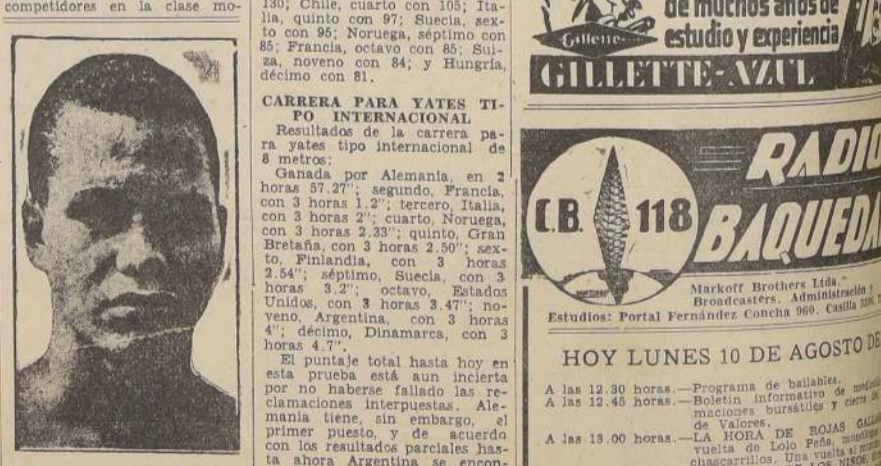 competidores en la clase mo-
130; Chile, cuarto con 105; Ita-
lia, quinto con 97; Suecia, sex-
to con 95; Noruega, séptimo con
85; Francia, octavo con 85; Sui-
za, noveno con 84; y Hungría,
décimo con 81.
CARRERA PARA YATES TI-
PO INTERNACIONAL
Resultados de la carrera pa-
ra yates tipo internacional de
8 metros:
Ganada por Alemania, en 2
horas 57.27"; segundo, Francia,
con 3 horas 1.2"; tercero, Italia,
con 3 horas 2"; cuarto, Noruega,
con 3 horas 2.33"; quinto, Gran
Bretaña, con 3 horas 2.50"; sex-
to, Finlandia, con 3 horas
2.54"; séptimo, Suecia, con 3
horas 3.2"; octavo, Estados
Unidos, con 3 horas 3.47"; no-
veno, Argentina, con 3 horas
4"; décimo, Dinamarca, con 3
horas 4.7".
El puntaje total hasta hoy en
esta prueba está aun incierta
por no haberse fallado las re-
clamaciones interpuestas. Ale-
mania tiene, sin embargo, el
primer puesto, y de acuerdo
con los resultados parciales has-
ta ahora Argentina se encon-
de muchos años de
estudio y experiencia
Gillette
GILLETTE-AZUL
C.B. 118
RADIO
BAQUEDA
Markoff Brothers Ltda.
Broadcasters. Administración y
Estudios: Portal Fernández Concha 960. Casilla
HOY LUNES 10 DE AGOSTO DE
A las 12.30 horas.—Programa de bailables.
A las 12.45 horas.—Boletín informativo de
maciones bursátiles y cierre
de Valores.
A las 13.00 horas.—LA HORA DE ROJAS
vuelta de Lolo Peña,
chascarrillos. Una vuelta al